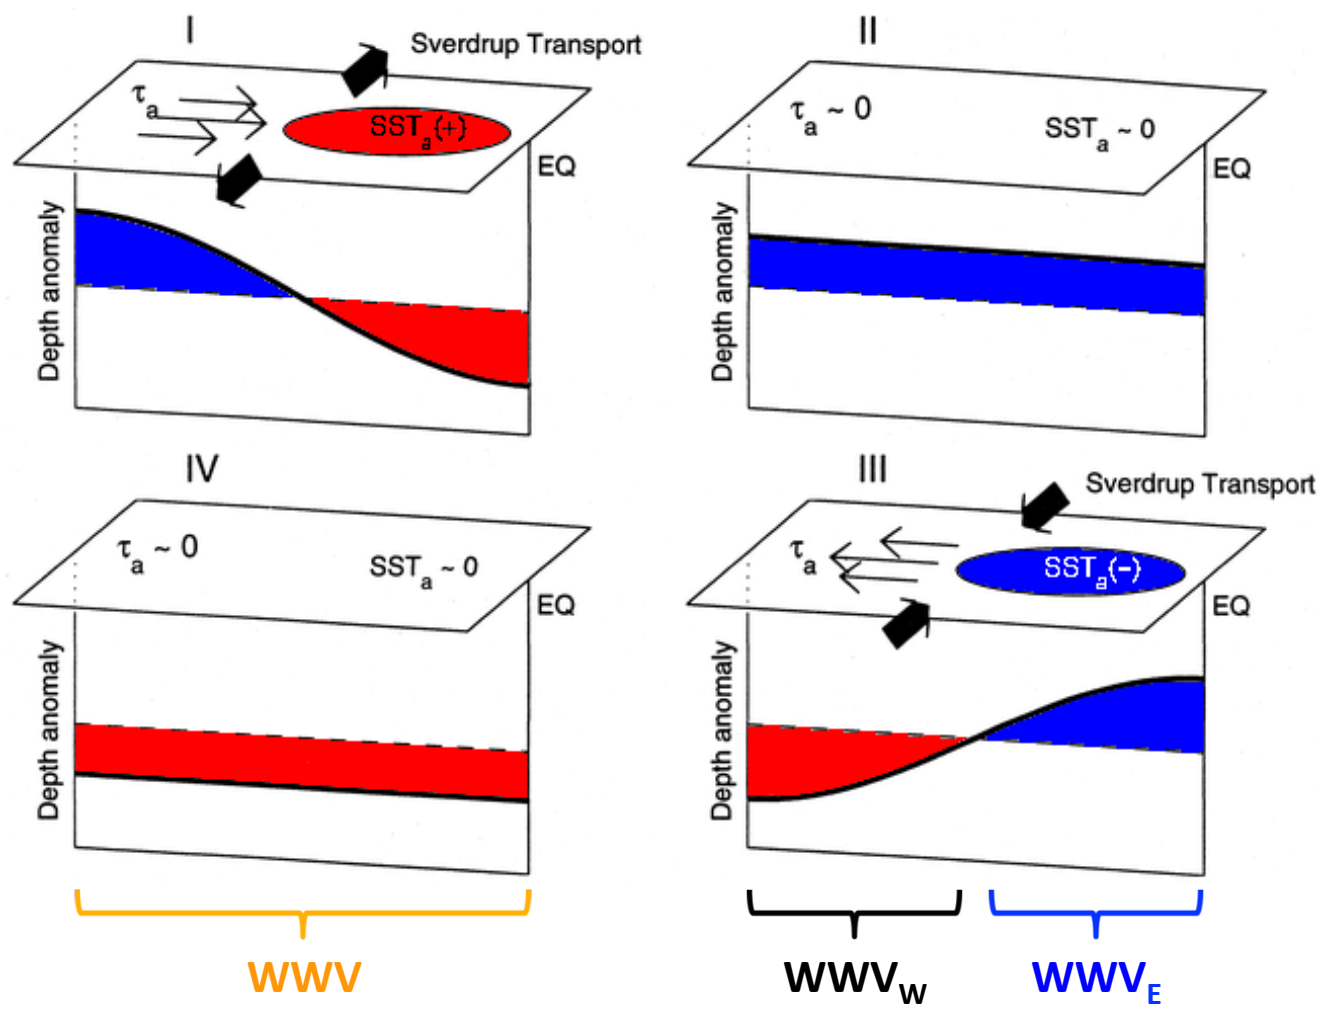 I
Sverdrup Transport
τa
SSTa(+)
EQ
Depth anomaly
II
τa ~ 0
SSTa ~ 0
EQ
Depth anomaly
IV
τa ~ 0
SSTa ~ 0
EQ
Depth anomaly
III
Sverdrup Transport
τa
SSTa(−)
EQ
Depth anomaly
WWV
WWVW
WWVE